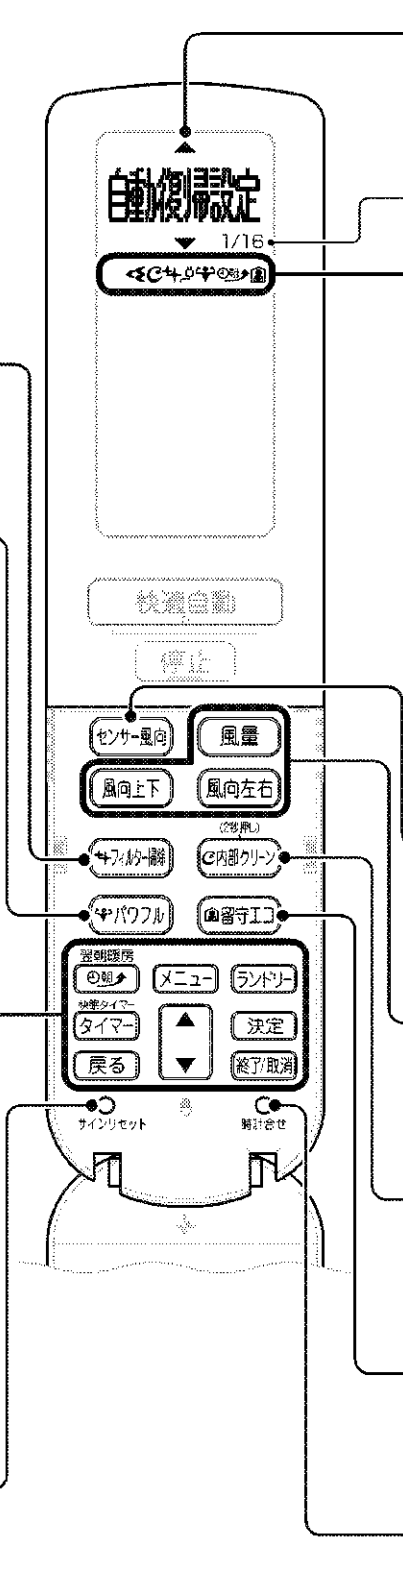 自動復帰設定
1/16
快適自動
停止
センサー風向
風量
風向上下
風向左右
(2秒押し)
フィルター掃除
内部クリーン
パワフル
留守エコ
翌朝暖房
朝
メニュー
ランドリー
快眠タイマー
タイマー
決定
戻る
終了/取消
サインリセット
時計合せ